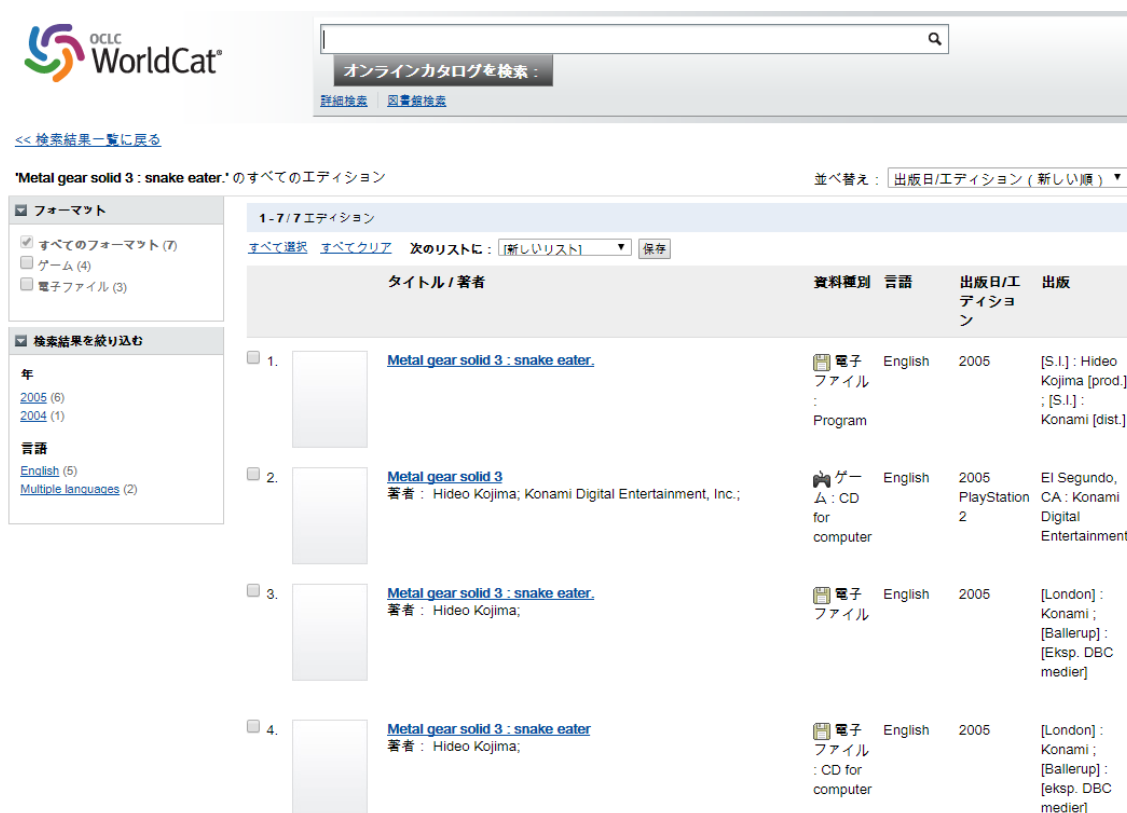 OCLC
WorldCat®
オンラインカタログを検索 :
詳細検索 図書館検索
<< 検索結果一覧に戻る
'Metal gear solid 3 : snake eater.' のすべてのエディション
並べ替え : 出版日/エディション ( 新しい順 ) ▼
フォーマット
すべてのフォーマット (7)
ゲーム (4)
電子ファイル (3)
検索結果を絞り込む
年
2005 (6)
2004 (1)
言語
English (5)
Multiple languages (2)
1 - 7 / 7 エディション
すべて選択 すべてクリア 次のリストに : [新しいリスト] ▼ 保存
タイトル / 著者
資料種別
言語
出版日/エ
ディショ
ン
出版
1.
Metal gear solid 3 : snake eater.
電子
ファイル
:
Program
English
2005
[S.l.] : Hideo
Kojima [prod.]
; [S.l.] :
Konami [dist.]
2.
Metal gear solid 3
著者 : Hideo Kojima; Konami Digital Entertainment, Inc.;
ゲー
ム : CD
for
computer
English
2005
PlayStation
2
El Segundo,
CA : Konami
Digital
Entertainment
3.
Metal gear solid 3 : snake eater.
著者 : Hideo Kojima;
電子
ファイル
English
2005
[London] :
Konami ;
[Ballerup] :
[Eksp. DBC
medier]
4.
Metal gear solid 3 : snake eater
著者 : Hideo Kojima;
電子
ファイル
: CD for
computer
English
2005
[London] :
Konami ;
[Ballerup] :
[eksp. DBC
medier]